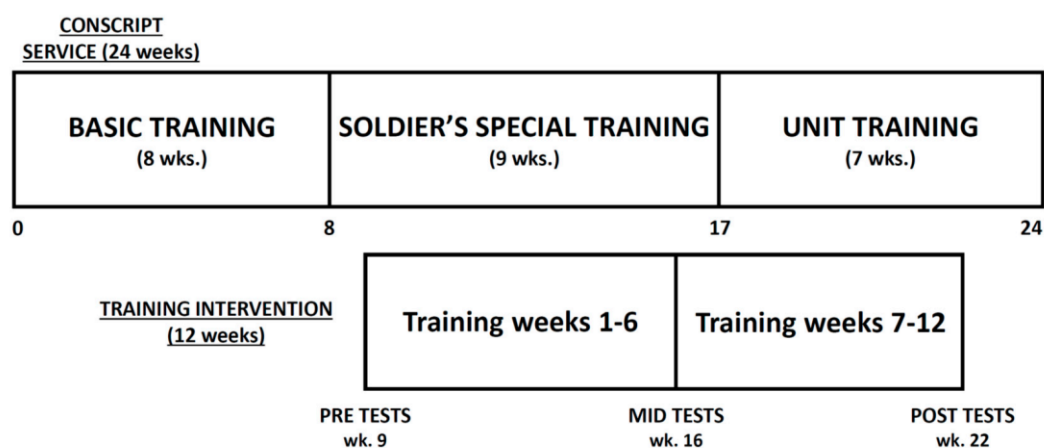 CONSCRIPT
SERVICE (24 weeks)
BASIC TRAINING
(8 wks.)
SOLDIER'S SPECIAL TRAINING
(9 wks.)
UNIT TRAINING
(7 wks.)
0
8
17
24
TRAINING INTERVENTION
(12 weeks)
Training weeks 1-6
Training weeks 7-12
PRE TESTS
wk. 9
MID TESTS
wk. 16
POST TESTS
wk. 22